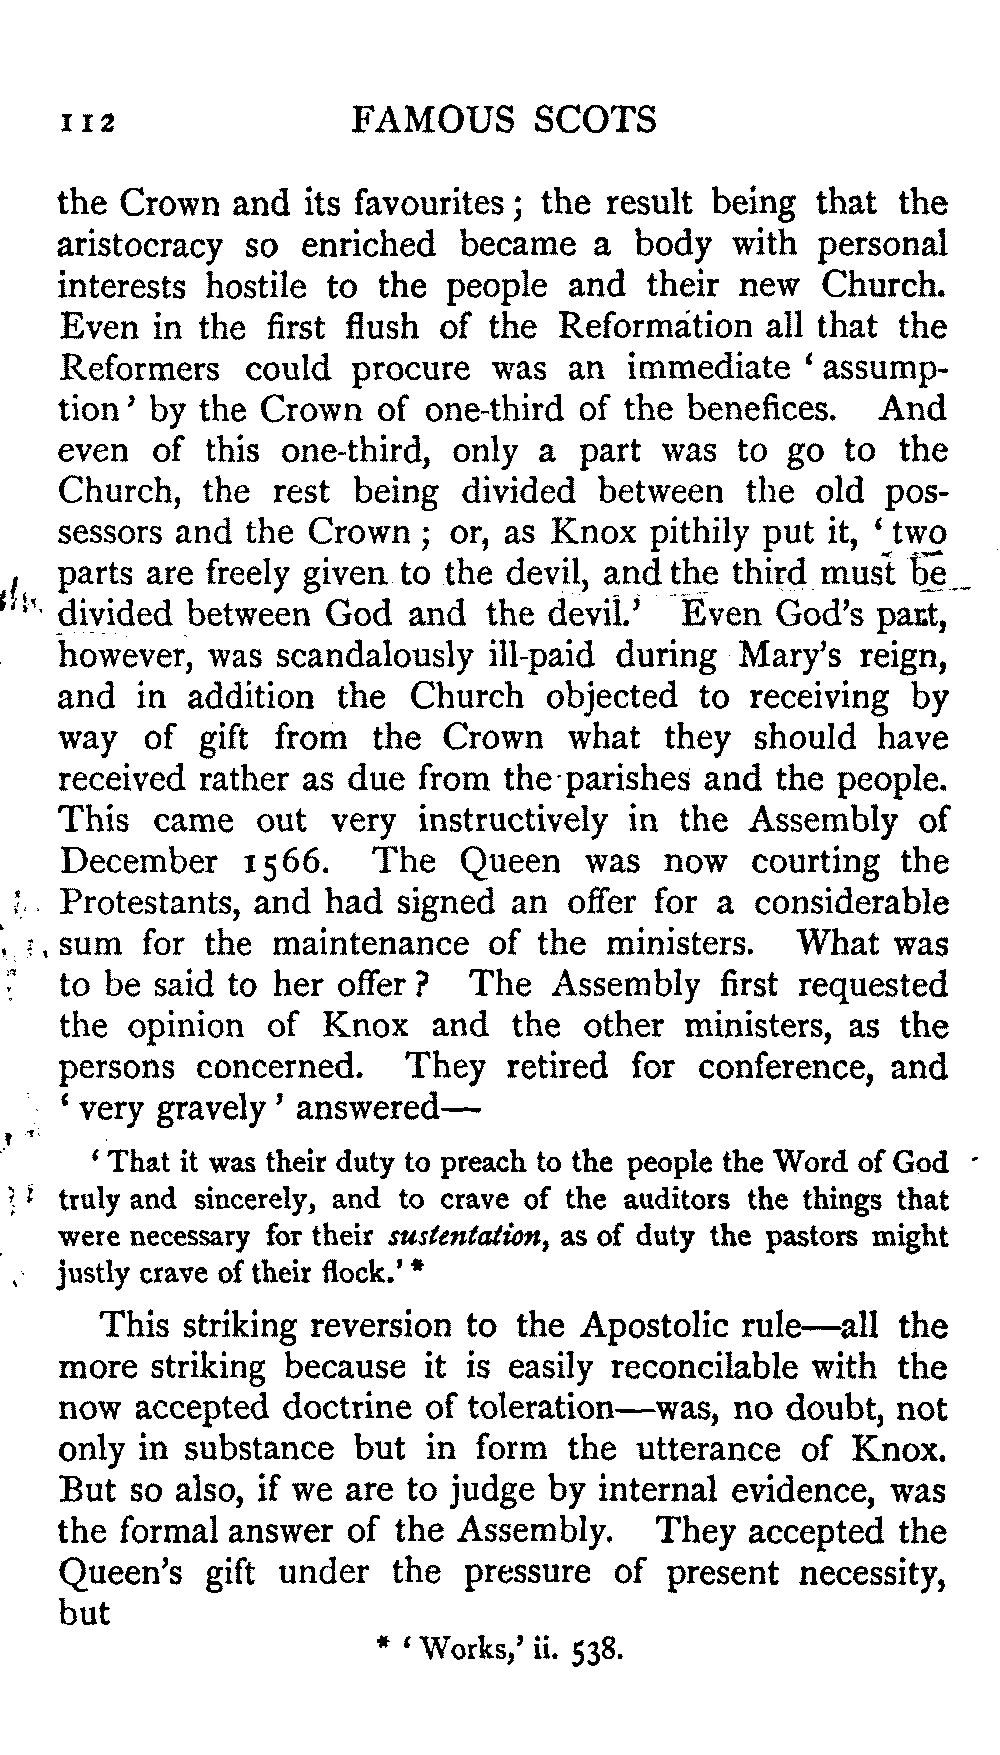 112 FAMOUS SCOTS
the Crown and its favourites ; the result being that the
aristocracy so enriched became a body with personal
interests hostile to the people and their new Church.
Even in the first flush of the Reformation all that the
Reformers could procure was an immediate ‘ assump-
tion ’ by the Crown of one-third of the benefices. And
even of this one-third, only a part was to go to the
Church, the rest being divided between the old pos-
sessors and the Crown ; or, as Knox pithily put it, ‘ two
parts are freely given to the devil, and the third must be
divided between God and the devil.’ Even God’s part,
however, was scandalously ill-paid during Mary’s reign,
and in addition the Church objected to receiving by
way of gift from the Crown what they should have
received rather as due from the parishes and the people.
This came out very instructively in the Assembly of
December 1566. The Queen was now courting the
Protestants, and had signed an offer for a considerable
sum for the maintenance of the ministers. What was
to be said to her offer ? The Assembly first requested
the opinion of Knox and the other ministers, as the
persons concerned. They retired for conference, and
‘ very gravely ’ answered—
‘ That it was their duty to preach to the people the Word of God
truly and sincerely, and to crave of the auditors the things that
were necessary for their sustentation, as of duty the pastors might
justly crave of their flock.’ *
This striking reversion to the Apostolic rule—all the
more striking because it is easily reconcilable with the
now accepted doctrine of toleration—was, no doubt, not
only in substance but in form the utterance of Knox.
But so also, if we are to judge by internal evidence, was
the formal answer of the Assembly. They accepted the
Queen’s gift under the pressure of present necessity,
but
* ‘ Works,’ ii. 538.